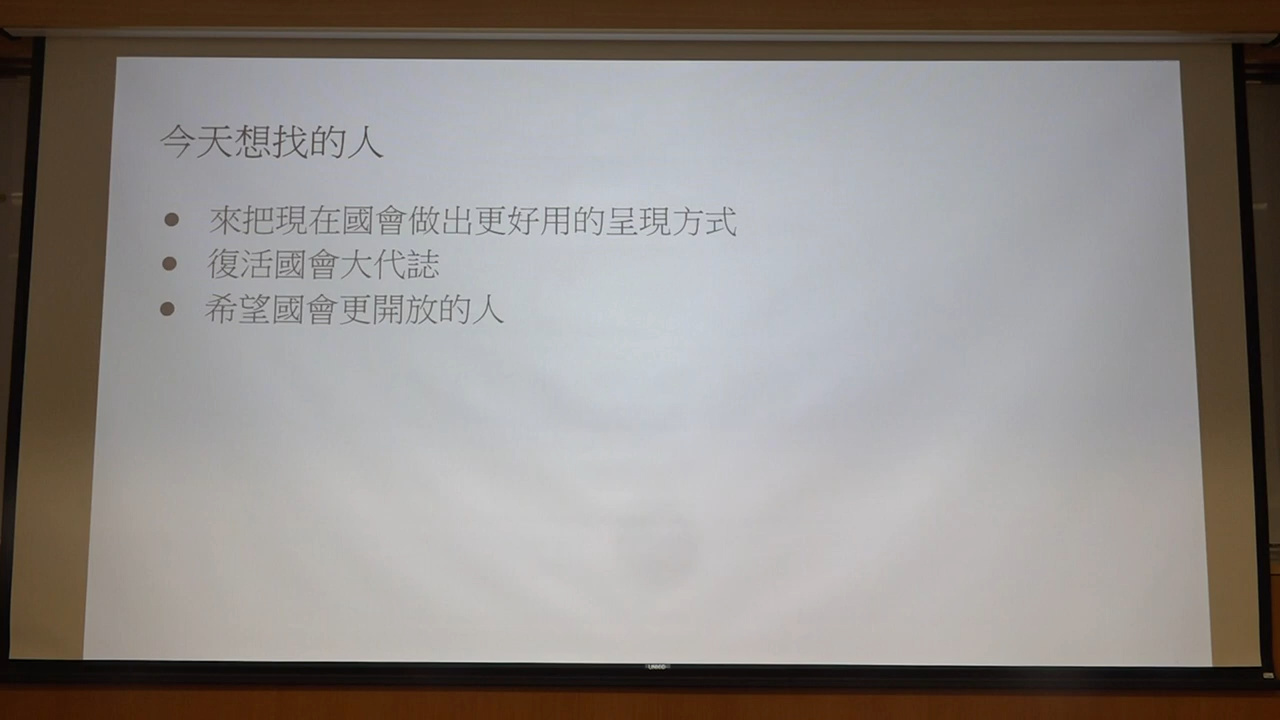 今天想找的人
● 來把現在國會做出更好用的呈現方式
● 復活國會大代誌
● 希望國會更開放的人